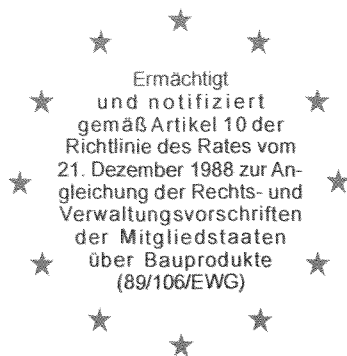 Ermächtigt
und notifiziert
gemäß Artikel 10 der
Richtlinie des Rates vom
21. Dezember 1988 zur An-
gleichung der Rechts- und
Verwaltungsvorschriften
der Mitgliedstaaten
über Bauprodukte
(89/106/EWG)